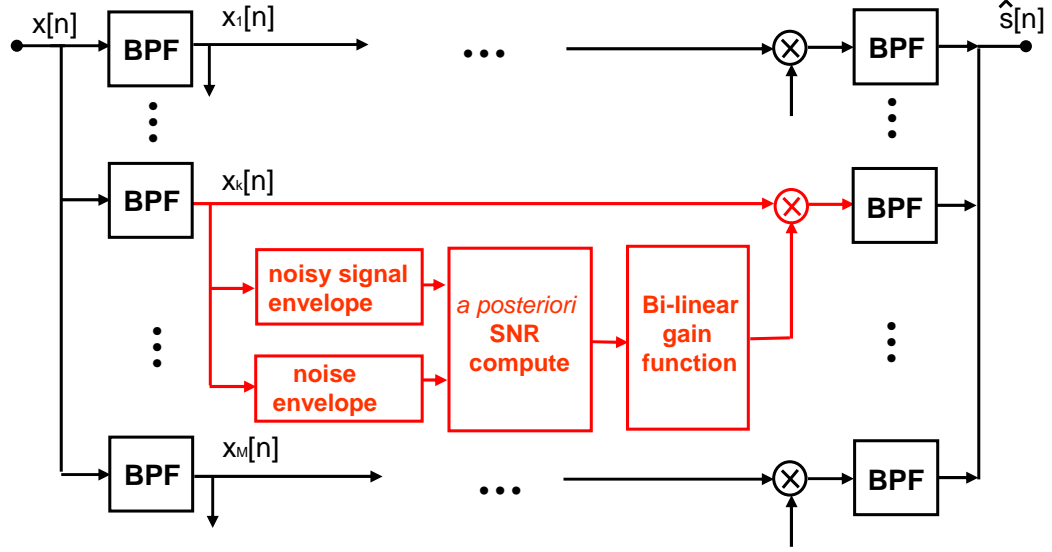 x[n]
BPF
x₁[n]
BPF
ŝ[n]
BPF
xₖ[n]
BPF
noisy signal
envelope
noise
envelope
a posteriori
SNR
compute
Bi-linear
gain
function
BPF
x_M[n]
BPF